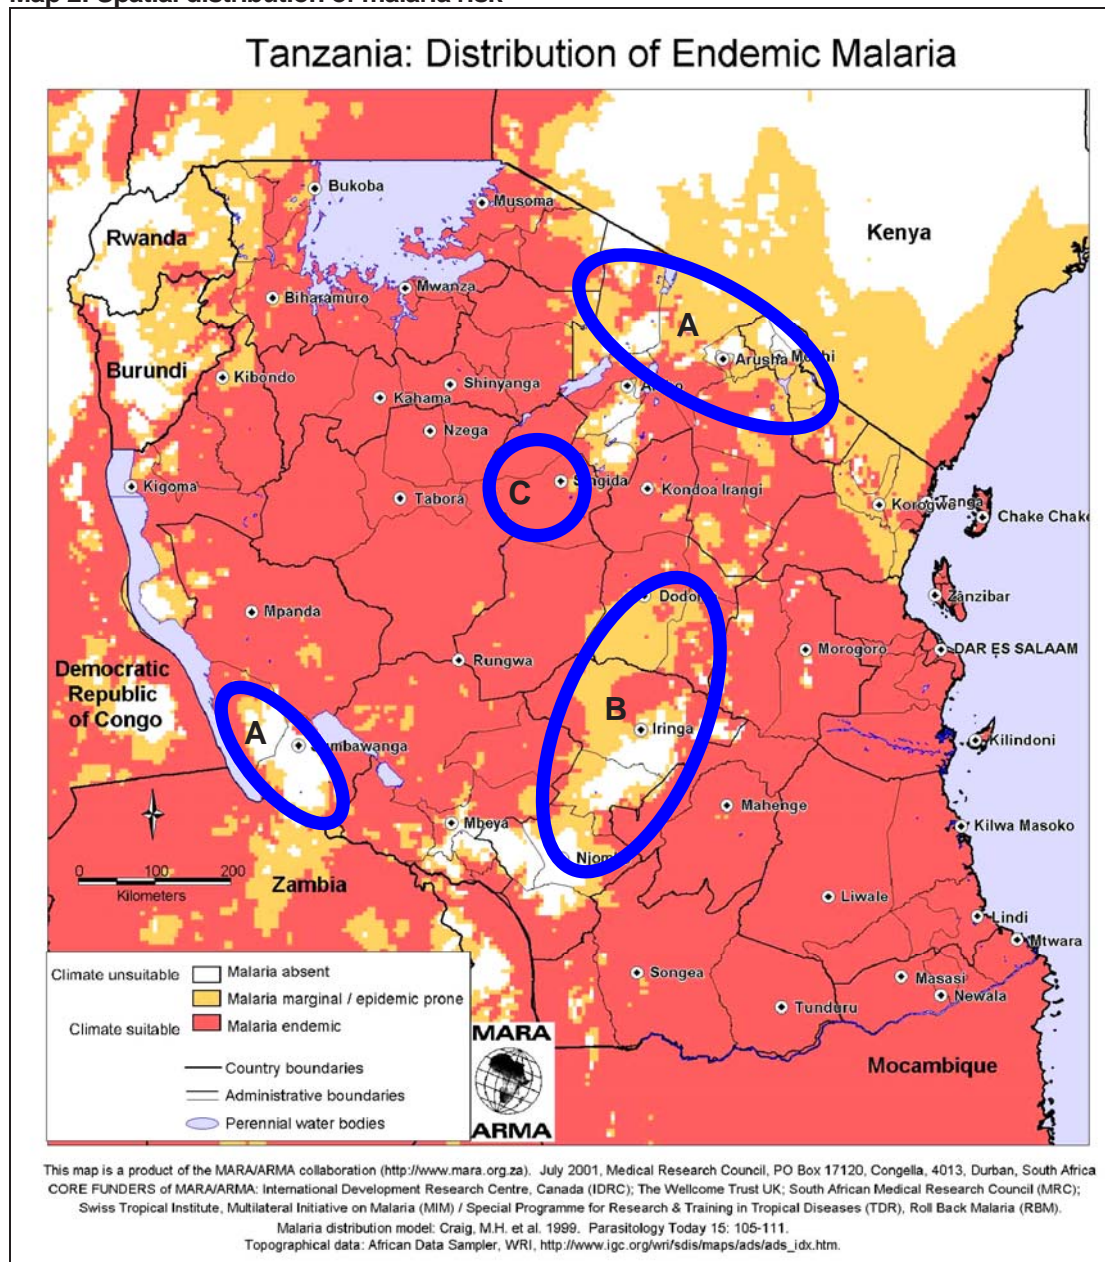 Map 2: Spatial distribution of malaria risk
Tanzania: Distribution of Endemic Malaria
Bukoba
Musoma
Rwanda
Kenya
Mwanza
Biharamuro
A
Arusha
Burundi
Kibondo
Shinyanga
Kahama
Nzega
Kigoma
C
Tabora
Kondoa Irangi
Korogwe
Tanga
Chake Chake
Mpanda
Zanzibar
Rungwa
Morogoro
DAR ES SALAAM
Democratic
Republic
of Congo
A
B
Iringa
Kilindoni
Mahenge
Mbeya
Kilwa Masoko
0 100 200
Kilometers
Zambia
Liwale
Lindi
Mtwara
Songea
Masasi
Newala
Tunduru
Mocambique
Climate unsuitable
Malaria absent
Malaria marginal / epidemic prone
Climate suitable
Malaria endemic
Country boundaries
Administrative boundaries
Perennial water bodies
MARA
ARMA
This map is a product of the MARA/ARMA collaboration (http://www.mara.org.za). July 2001, Medical Research Council, PO Box 17120, Congella, 4013, Durban, South Africa
CORE FUNDERS of MARA/ARMA: International Development Research Centre, Canada (IDRC); The Wellcome Trust UK; South African Medical Research Council (MRC);
Swiss Tropical Institute, Multilateral Initiative on Malaria (MIM) / Special Programme for Research & Training in Tropical Diseases (TDR), Roll Back Malaria (RBM).
Malaria distribution model: Craig, M.H. et al. 1999. Parasitology Today 15: 105-111.
Topographical data: African Data Sampler, WRI, http://www.igc.org/wri/sdis/maps/ads/ads_idx.htm.